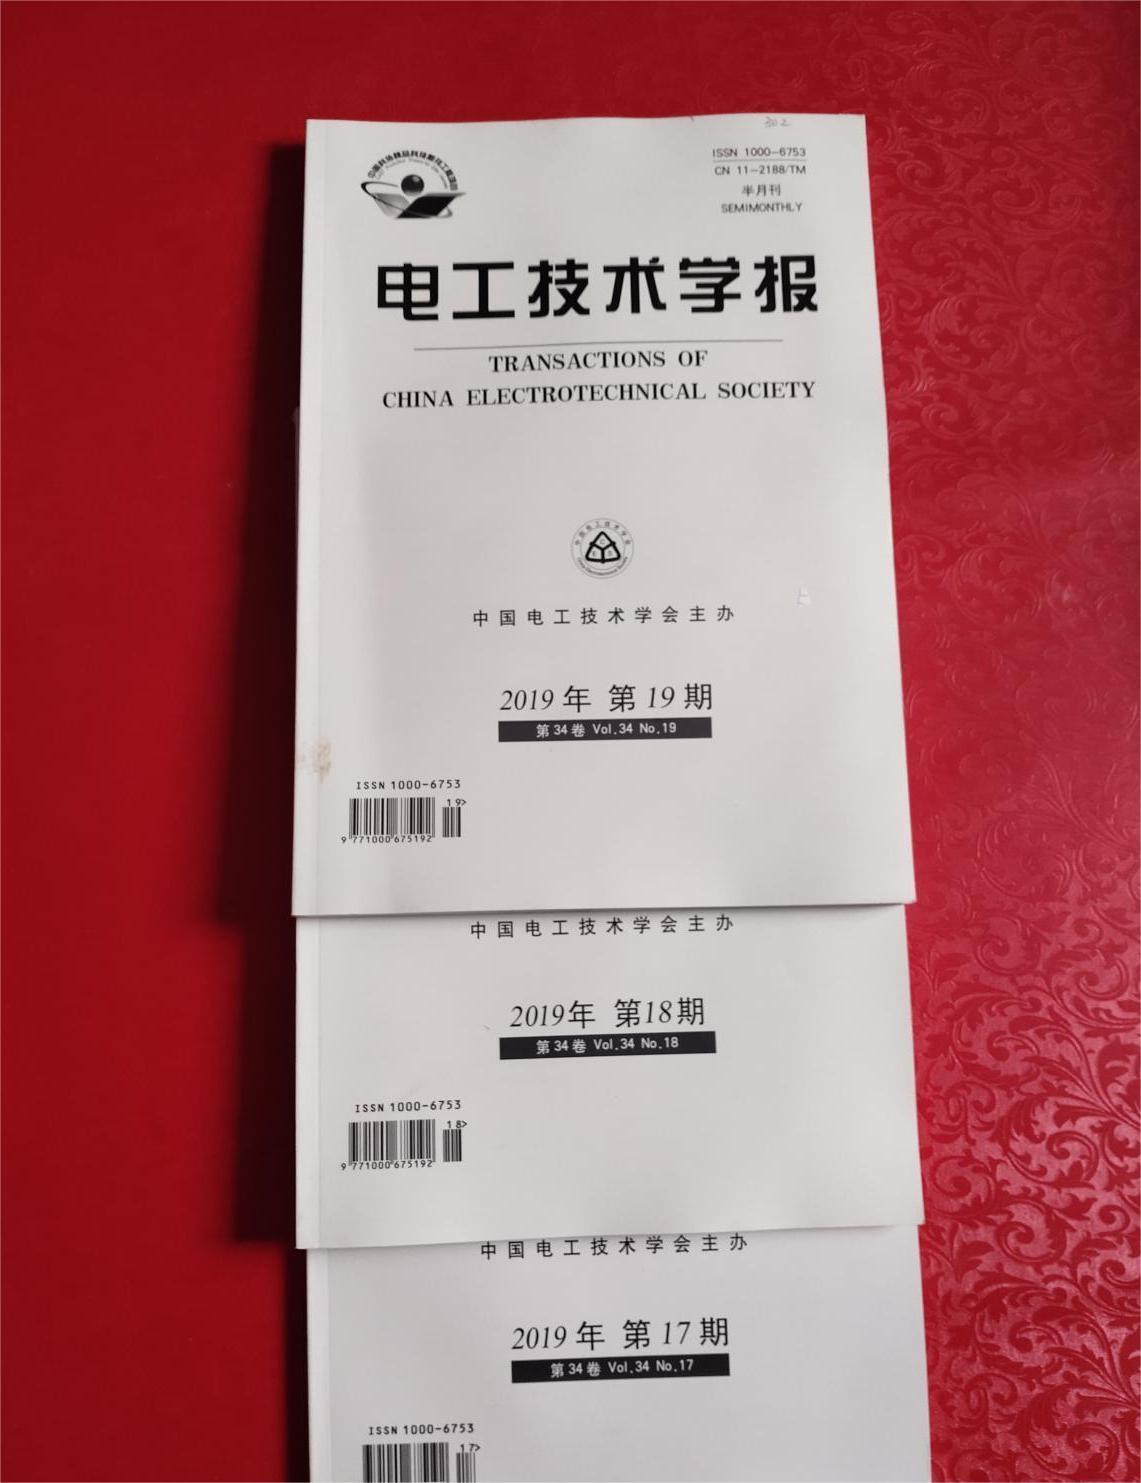 302
ISSN 1000-6753
CN 11-2188/TM
半月刊
SEMIMONTHLY
电工技术学报
TRANSACTIONS OF
CHINA ELECTROTECHNICAL SOCIETY
中国电工技术学会主办
2019年 第19期
第34卷 Vol.34 No.19
ISSN 1000-6753
19>
9 771000 675192
中国电工技术学会主办
2019年 第18期
第34卷 Vol.34 No.18
ISSN 1000-6753
18>
9 771000 675192
中国电工技术学会主办
2019年 第17期
第34卷 Vol.34 No.17
ISSN 1000-6753
17>